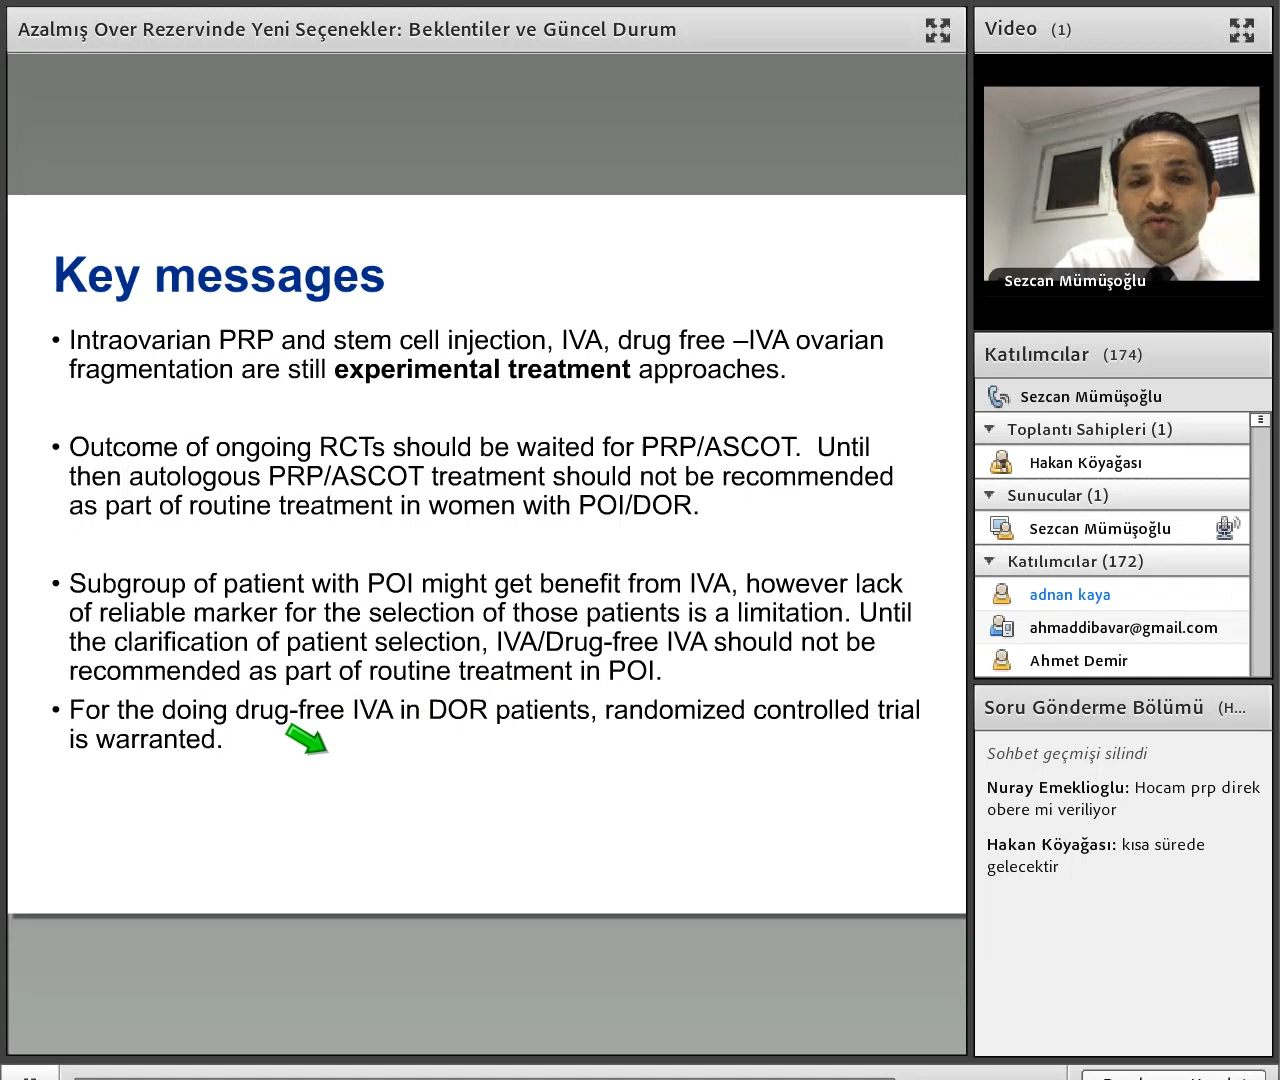 Azalmış Over Rezervinde Yeni Seçenekler: Beklentiler ve Güncel Durum
Key messages
• Intraovarian PRP and stem cell injection, IVA, drug free –IVA ovarian
fragmentation are still experimental treatment approaches.
• Outcome of ongoing RCTs should be waited for PRP/ASCOT. Until
then autologous PRP/ASCOT treatment should not be recommended
as part of routine treatment in women with POI/DOR.
• Subgroup of patient with POI might get benefit from IVA, however lack
of reliable marker for the selection of those patients is a limitation. Until
the clarification of patient selection, IVA/Drug-free IVA should not be
recommended as part of routine treatment in POI.
• For the doing drug-free IVA in DOR patients, randomized controlled trial
is warranted.
Video (1)
Sezcan Mümüşoğlu
Katılımcılar (174)
Sezcan Mümüşoğlu
Toplantı Sahipleri (1)
Hakan Köyağası
Sunucular (1)
Sezcan Mümüşoğlu
Katılımcılar (172)
adnan kaya
ahmaddibavar@gmail.com
Ahmet Demir
Soru Gönderme Bölümü (H...
Sohbet geçmişi silindi
Nuray Emeklioglu: Hocam prp direk
obere mi veriliyor
Hakan Köyağası: kısa sürede
gelecektir